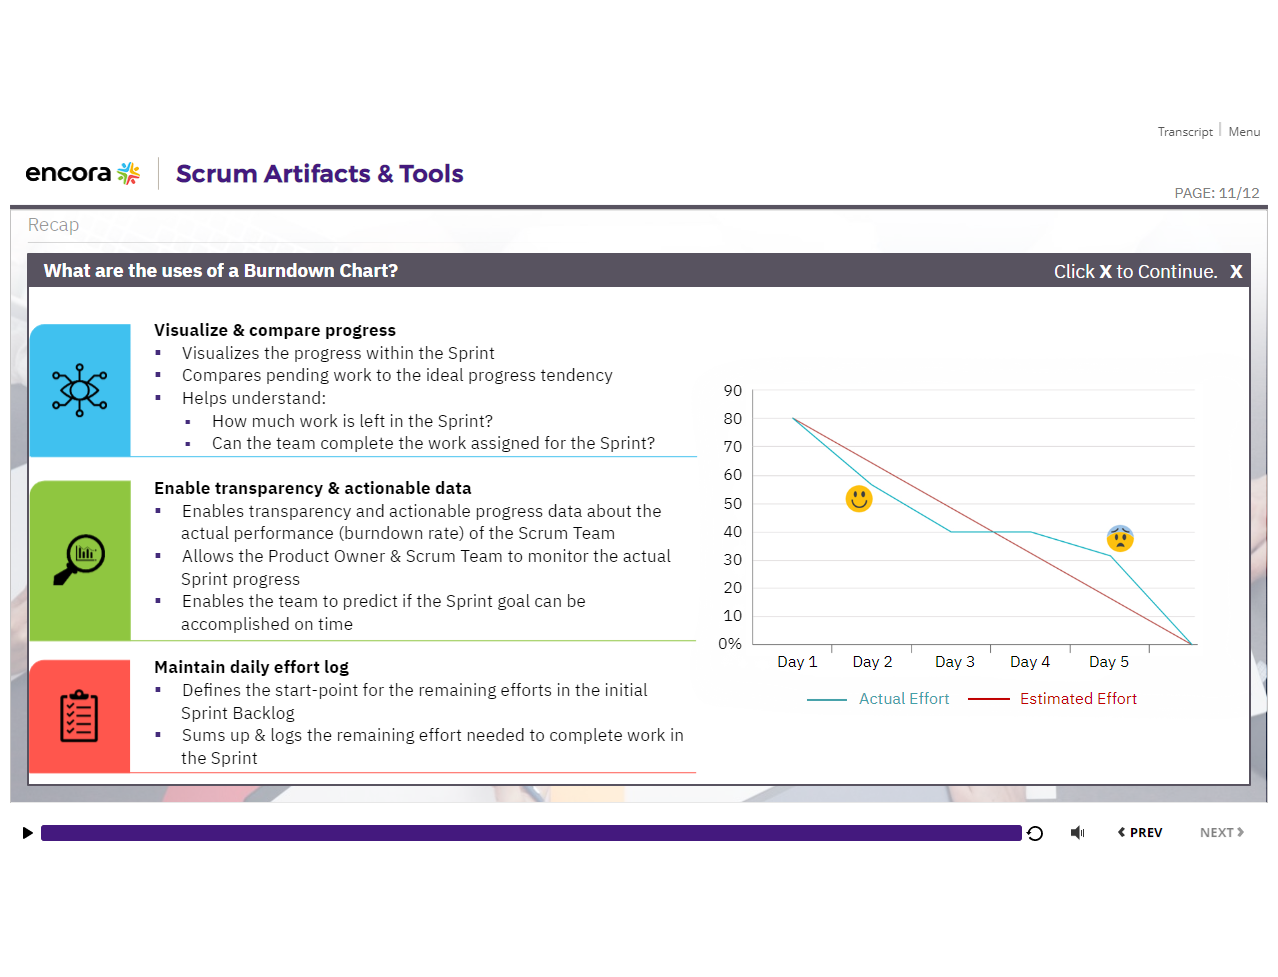 Transcript
Menu
encora
Scrum Artifacts & Tools
PAGE: 11/12
Recap
What are the uses of a Burndown Chart?
Click X to Continue. X
Visualize & compare progress
▪ Visualizes the progress within the Sprint
▪ Compares pending work to the ideal progress tendency
▪ Helps understand:
▪ How much work is left in the Sprint?
▪ Can the team complete the work assigned for the Sprint?
Enable transparency & actionable data
▪ Enables transparency and actionable progress data about the
actual performance (burndown rate) of the Scrum Team
▪ Allows the Product Owner & Scrum Team to monitor the actual
Sprint progress
▪ Enables the team to predict if the Sprint goal can be
accomplished on time
Maintain daily effort log
▪ Defines the start-point for the remaining efforts in the initial
Sprint Backlog
▪ Sums up & logs the remaining effort needed to complete work in
the Sprint
90
80
70
60
50
40
30
20
10
0%
Day 1 Day 2 Day 3 Day 4 Day 5
Actual Effort Estimated Effort
PREV
NEXT